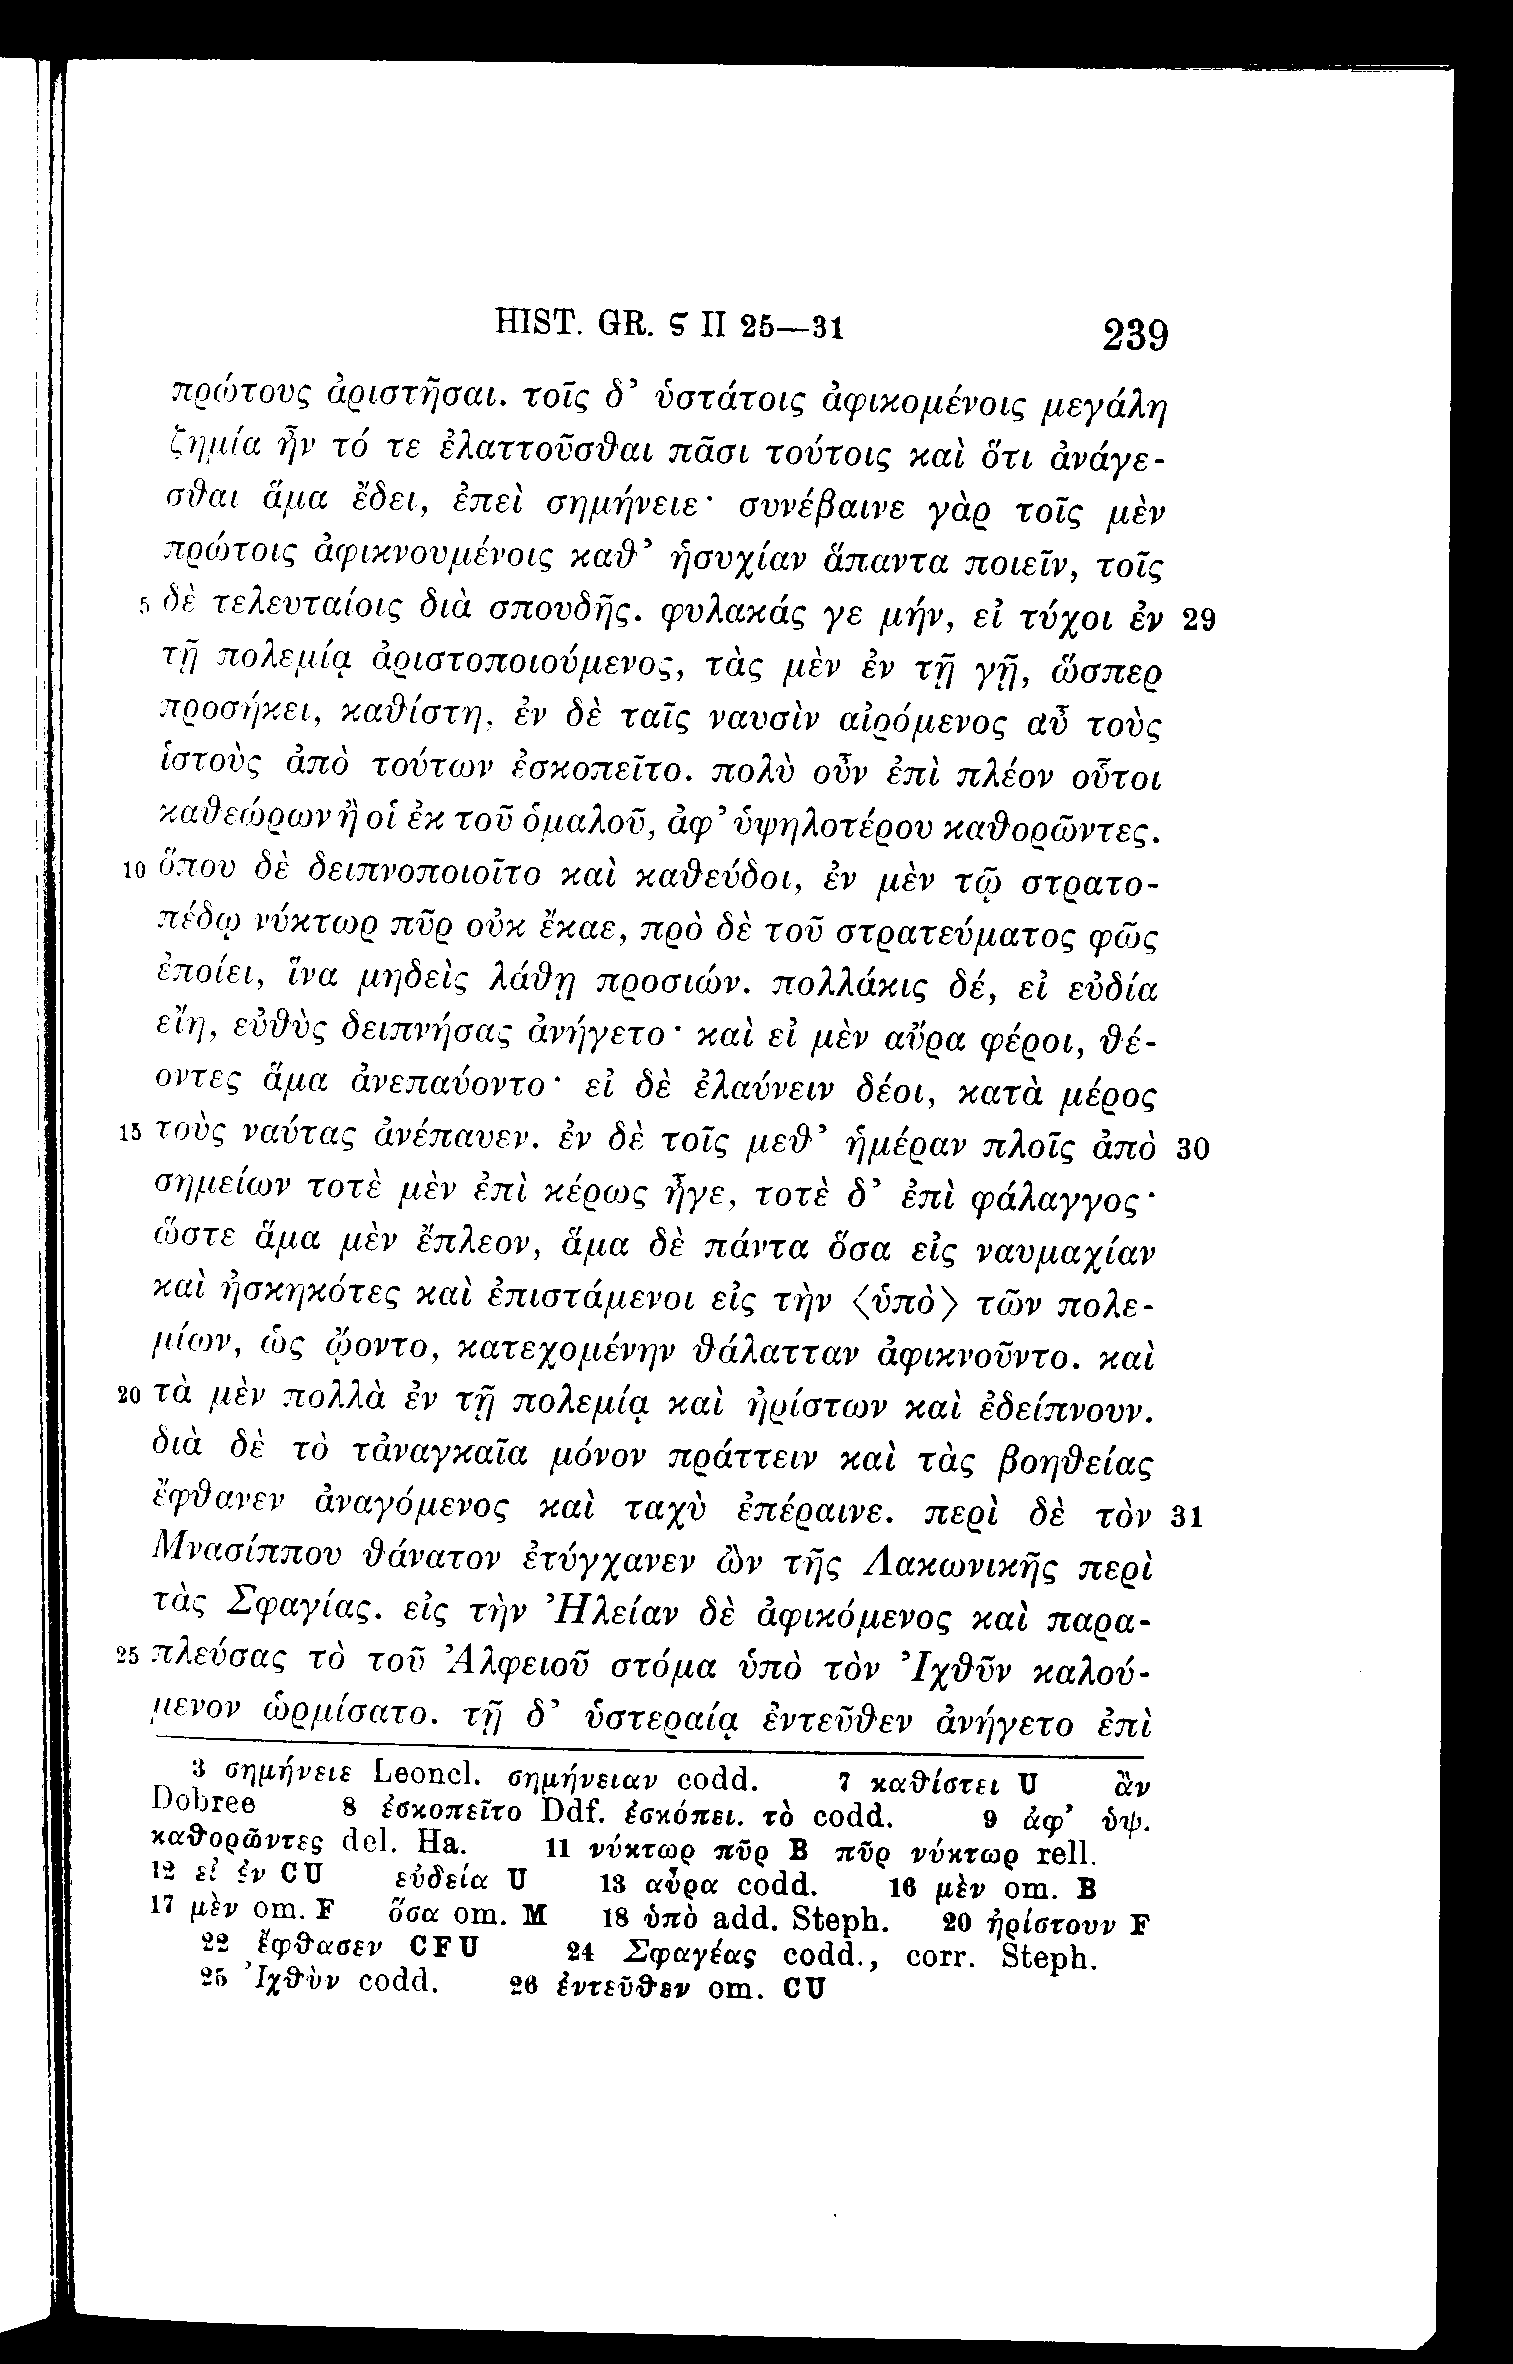 HIST. GR. ϛ II 25—31 239
πρώτους ἀριστῆσαι. τοῖς δ’ ὑστάτοις ἀφικομένοις μεγάλη
ζημία ἦν τό τε ἐλαττοῦσθαι πᾶσι τούτοις καὶ ὅτι ἀνάγε-
σθαι ἅμα ἔδει, ἐπεὶ σημήνειε· συνέβαινε γὰρ τοῖς μὲν
πρώτοις ἀφικνουμένοις καθ’ ἡσυχίαν ἅπαντα ποιεῖν, τοῖς
5 δὲ τελευταίοις διὰ σπουδῆς. φυλακάς γε μήν, εἰ τύχοι ἐν 29
τῇ πολεμίᾳ ἀριστοποιούμενος, τὰς μὲν ἐν τῇ γῇ, ὥσπερ
προσήκει, καθίστη, ἐν δὲ ταῖς ναυσὶν αἰρόμενος αὖ τοὺς
ἱστοὺς ἀπὸ τούτων ἐσκοπεῖτο. πολὺ οὖν ἐπὶ πλέον οὗτοι
καθεώρων ἢ οἱ ἐκ τοῦ ὁμαλοῦ, ἀφ’ ὑψηλοτέρου καθορῶντες.
10 ὅπου δὲ δειπνοποιοῖτο καὶ καθεύδοι, ἐν μὲν τῷ στρατο-
πέδῳ νύκτωρ πῦρ οὐκ ἔκαε, πρὸ δὲ τοῦ στρατεύματος φῶς
ἐποίει, ἵνα μηδεὶς λάθῃ προσιών. πολλάκις δέ, εἰ εὐδία
εἴη, εὐθὺς δειπνήσας ἀνήγετο· καὶ εἰ μὲν αὔρα φέροι, θέ-
οντες ἅμα ἀνεπαύοντο· εἰ δὲ ἐλαύνειν δέοι, κατὰ μέρος
15 τοὺς ναύτας ἀνέπαυεν. ἐν δὲ τοῖς μεθ’ ἡμέραν πλοῖς ἀπὸ 30
σημείων τοτὲ μὲν ἐπὶ κέρως ἦγε, τοτὲ δ’ ἐπὶ φάλαγγος·
ὥστε ἅμα μὲν ἔπλεον, ἅμα δὲ πάντα ὅσα εἰς ναυμαχίαν
καὶ ἠσκηκότες καὶ ἐπιστάμενοι εἰς τὴν ⟨ὑπὸ⟩ τῶν πολε-
μίων, ὡς ᾤοντο, κατεχομένην θάλατταν ἀφικνοῦντο. καὶ
20 τὰ μὲν πολλὰ ἐν τῇ πολεμίᾳ καὶ ἠρίστων καὶ ἐδείπνουν.
διὰ δὲ τὸ τἀναγκαῖα μόνον πράττειν καὶ τὰς βοηθείας
ἔφθανεν ἀναγόμενος καὶ ταχὺ ἐπέραινε. περὶ δὲ τὸν 31
Μνασίππου θάνατον ἐτύγχανεν ὢν τῆς Λακωνικῆς περὶ
τὰς Σφαγίας. εἰς τὴν Ἠλείαν δὲ ἀφικόμενος καὶ παρα-
25 πλεύσας τὸ τοῦ Ἀλφειοῦ στόμα ὑπὸ τὸν Ἰχθῦν καλού-
μενον ὡρμίσατο. τῇ δ’ ὑστεραίᾳ ἐντεῦθεν ἀνήγετο ἐπὶ
3 σημήνειε Leoncl. σημήνειαν codd. 7 καθίστει U ἂν
Dobree 8 ἐσκοπεῖτο Ddf. ἐσκόπει. τὸ codd. 9 ἀφ’ ὑψ.
καθορῶντες del. Ha. 11 νύκτωρ πῦρ B πῦρ νύκτωρ rell.
12 εἰ ἐν CU εὐδεία U 13 αὖρα codd. 16 μὲν om. B
17 μὲν om. F ὅσα om. M 18 ὑπὸ add. Steph. 20 ἠρίστουν F
22 ἔφθασεν CFU 24 Σφαγέας codd., corr. Steph.
25 Ἰχθὺν codd. 26 ἐντεῦθεν om. CU